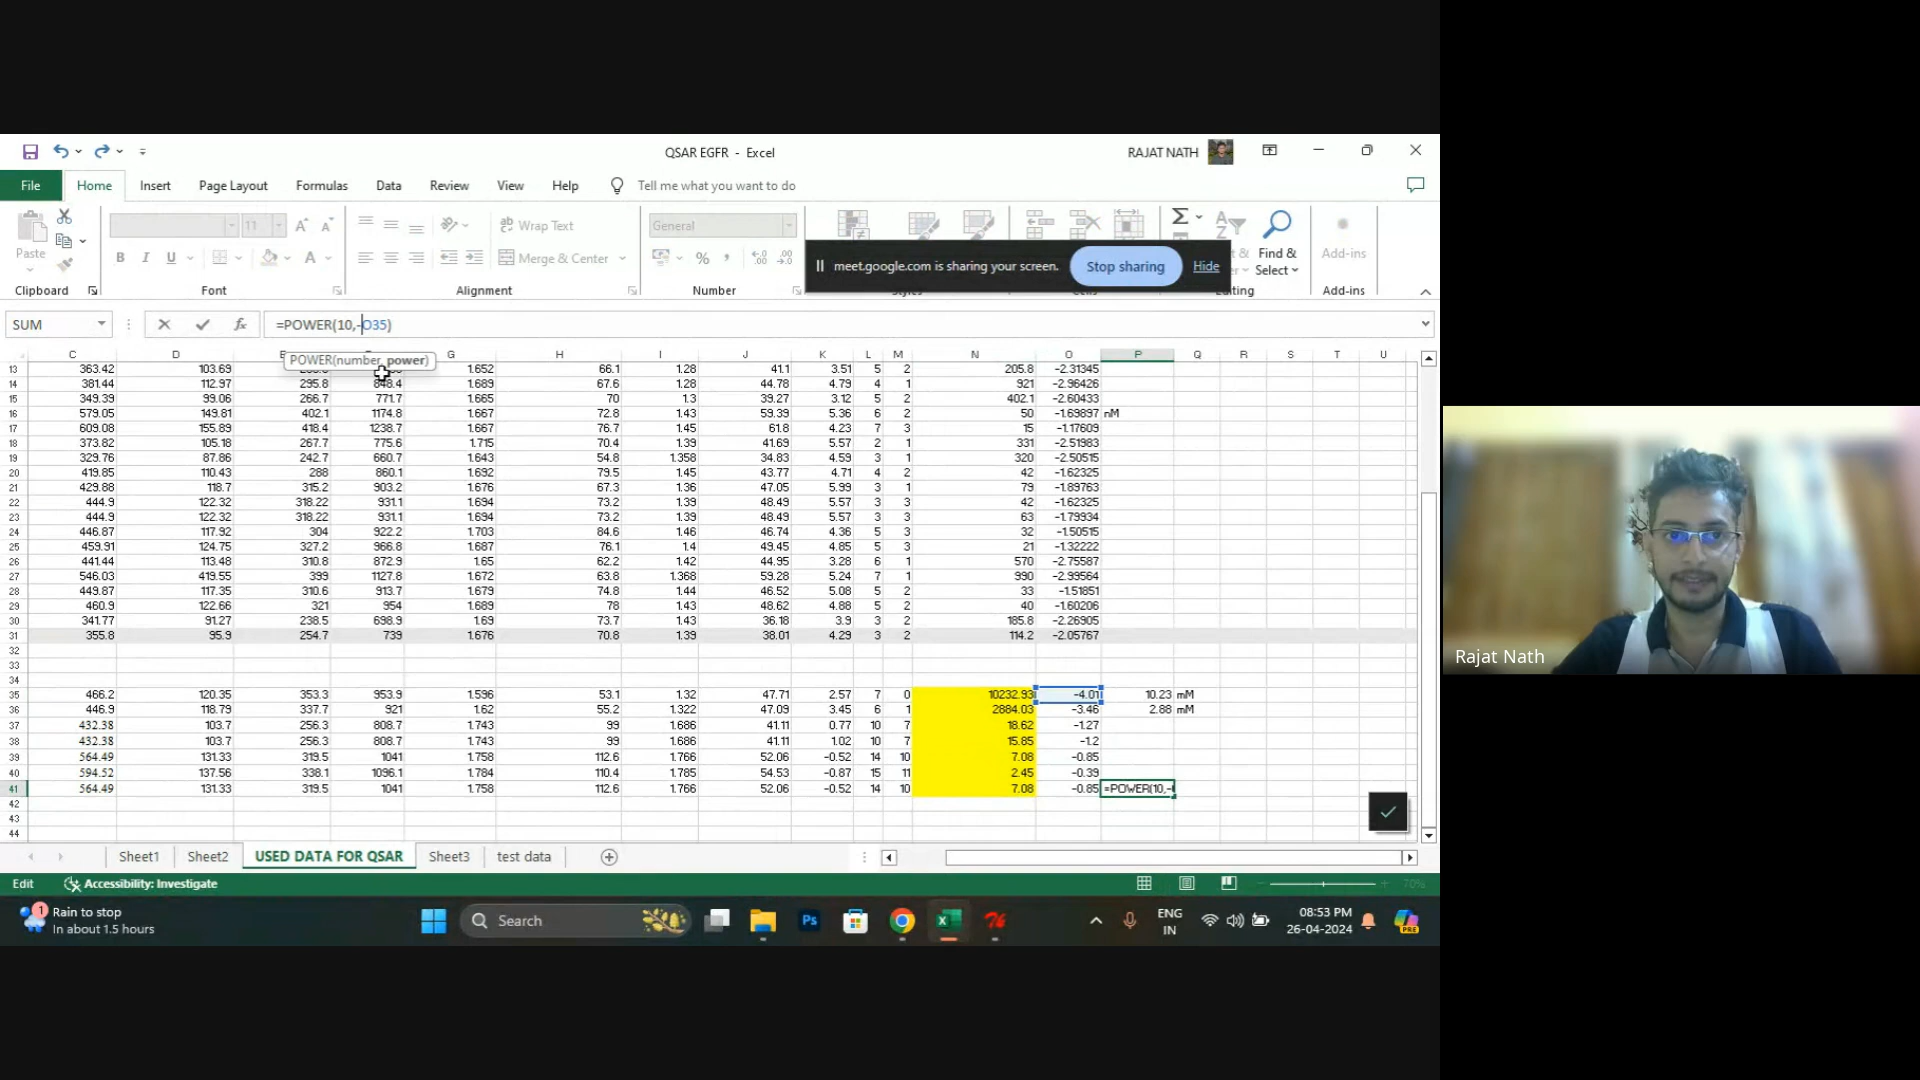 QSAR EGFR - Excel
RAJAT NATH
File Home Insert Page Layout Formulas Data Review View Help Tell me what you want to do
Paste
11
Wrap Text
Merge & Center
General
meet.google.com is sharing your screen. Stop sharing Hide
Find & Select
Add-ins
Clipboard Font Alignment Number Styles Cells Editing Add-ins
SUM =POWER(10,-O35)
POWER(number, power)
C D E F G H I J K L M N O P Q R S T U
13 363.42 103.69 1.652 66.1 1.28 41.1 3.51 5 2 205.8 -2.31345
14 381.44 112.97 295.8 848.4 1.689 67.6 1.28 44.78 4.79 4 1 921 -2.96426
15 349.39 99.06 266.7 771.7 1.665 70 1.3 39.27 3.12 5 2 402.1 -2.60433
16 579.05 149.81 402.1 1174.8 1.667 72.8 1.43 59.39 5.36 6 2 50 -1.69897 nM
17 609.08 155.89 418.4 1238.7 1.667 76.7 1.45 61.8 4.23 7 3 15 -1.17609
18 373.82 105.18 267.7 775.6 1.715 70.4 1.39 41.69 5.57 2 1 331 -2.51983
19 329.76 87.86 242.7 660.7 1.643 54.8 1.358 34.83 4.59 3 1 320 -2.50515
20 419.85 110.43 288 860.1 1.692 79.5 1.45 43.77 4.71 4 2 42 -1.62325
21 429.88 118.7 315.2 903.2 1.676 67.3 1.36 47.05 5.99 3 1 79 -1.89763
22 444.9 122.32 318.22 931.1 1.694 73.2 1.39 48.49 5.57 3 3 42 -1.62325
23 444.9 122.32 318.22 931.1 1.694 73.2 1.39 48.49 5.57 3 3 63 -1.79934
24 446.87 117.92 304 922.2 1.703 84.6 1.46 46.74 4.36 5 3 32 -1.50515
25 459.91 124.75 327.2 966.8 1.687 76.1 1.4 49.45 4.85 5 3 21 -1.32222
26 441.44 113.48 310.8 872.9 1.65 62.2 1.42 44.95 3.28 6 1 570 -2.75587
27 546.03 419.55 399 1127.8 1.672 63.8 1.368 59.28 5.24 7 1 990 -2.99564
28 449.87 117.35 310.6 913.7 1.679 74.8 1.44 46.52 5.08 5 2 33 -1.51851
29 460.9 122.66 321 954 1.689 78 1.43 48.62 4.88 5 2 40 -1.60206
30 341.77 91.27 238.5 698.9 1.69 73.7 1.43 36.18 3.9 3 2 185.8 -2.26905
31 355.8 95.9 254.7 739 1.676 70.8 1.39 38.01 4.29 3 2 114.2 -2.05767
32
33
34
35 466.2 120.35 353.3 953.9 1.596 53.1 1.32 47.71 2.57 7 0 10232.93 -4.01 10.23 mM
36 446.9 118.79 337.7 921 1.62 55.2 1.322 47.09 3.45 6 1 2884.03 -3.46 2.88 mM
37 432.38 103.7 256.3 808.7 1.743 99 1.686 41.11 0.77 10 7 18.62 -1.27
38 432.38 103.7 256.3 808.7 1.743 99 1.686 41.11 1.02 10 7 15.85 -1.2
39 564.49 131.33 319.5 1041 1.758 112.6 1.766 52.06 -0.52 14 10 7.08 -0.85
40 594.52 137.56 338.1 1096.1 1.784 110.4 1.785 54.53 -0.87 15 11 2.45 -0.39
41 564.49 131.33 319.5 1041 1.758 112.6 1.766 52.06 -0.52 14 10 7.08 -0.85 =POWER(10,-
42
43
44
Sheet1 Sheet2 USED DATA FOR QSAR Sheet3 test data
Edit Accessibility: Investigate 70%
Rain to stop
In about 1.5 hours
Search
ENG
IN
08:53 PM
26-04-2024
Rajat Nath